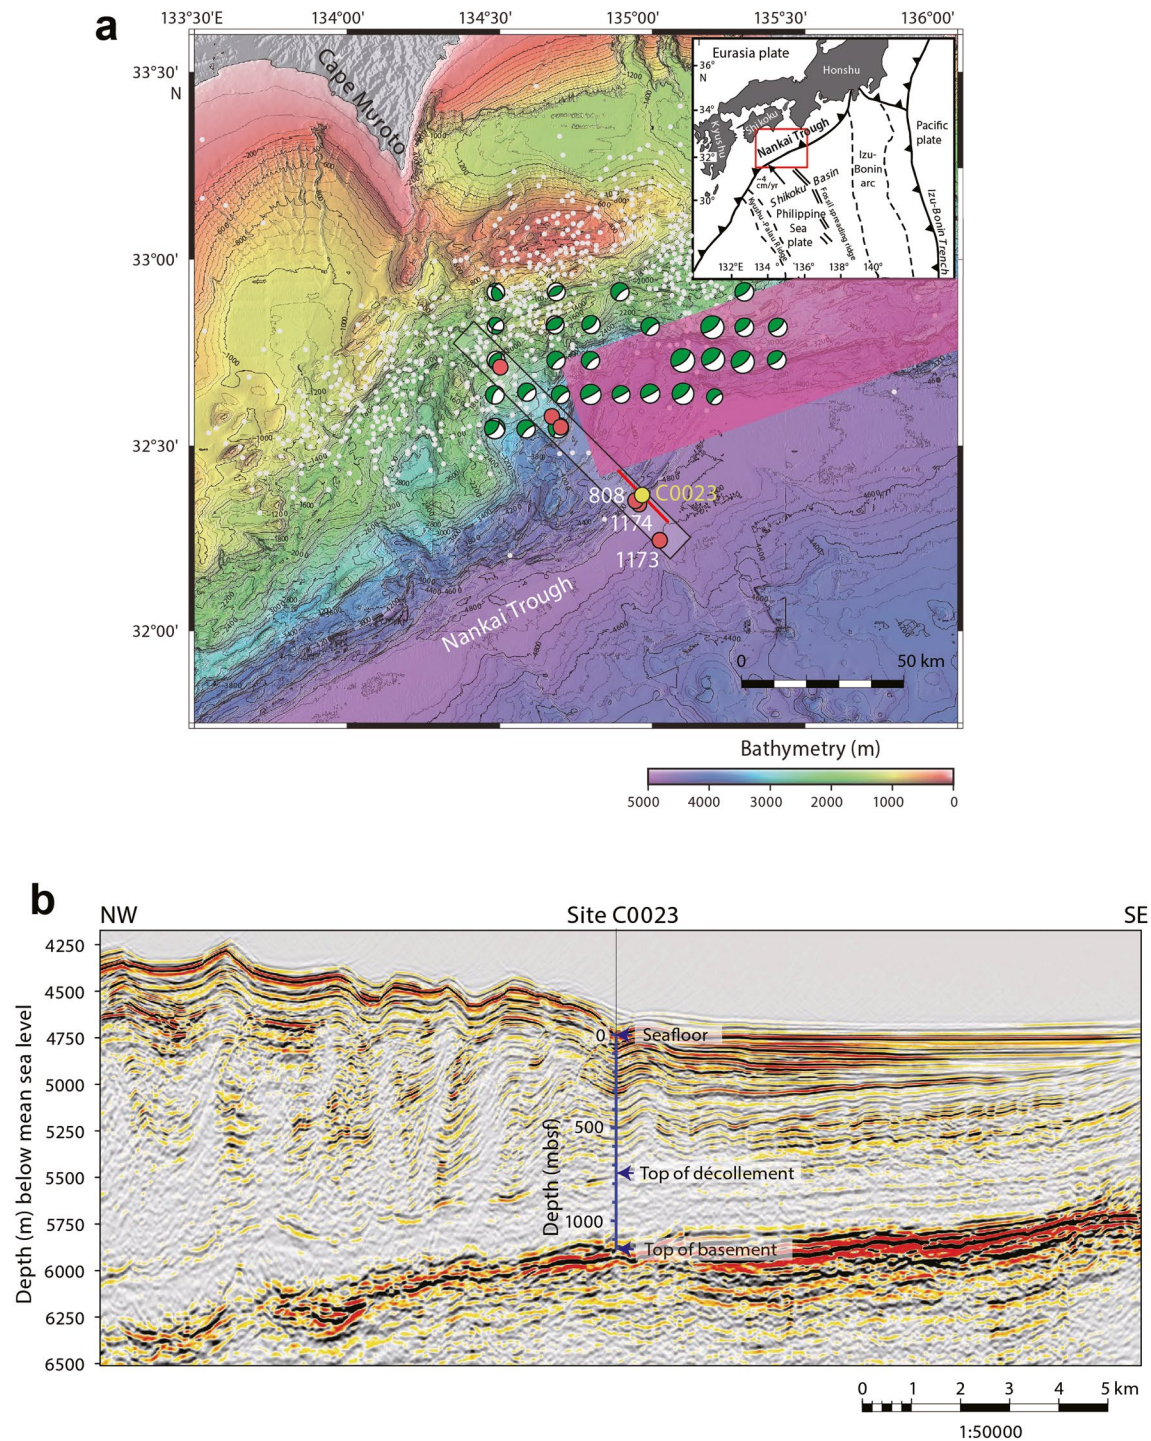 a
133°30'E 134°00' 134°30' 135°00' 135°30' 136°00'
33°30'
N
33°00'
32°30'
32°00'
Cape Muroto
Eurasia plate
36°
N
34°
32°
30°
Honshu
Shikoku
Kyushu
Nankai Trough
Pacific
plate
Izu-
Bonin
arc
~4
cm/yr
Shikoku Basin
Philippine
Sea
plate
Kyushu-Palau Ridge
Fossil spreading ridge
Izu-Bonin Trench
132°E 134° 136° 138° 140°
808
C0023
1174
1173
Nankai Trough
0 50 km
Bathymetry (m)
5000 4000 3000 2000 1000 0
b
NW Site C0023 SE
Depth (m) below mean sea level
4250
4500
4750
5000
5250
5500
5750
6000
6250
6500
Depth (mbsf)
0
500
1000
Seafloor
Top of décollement
Top of basement
0 1 2 3 4 5 km
1:50000